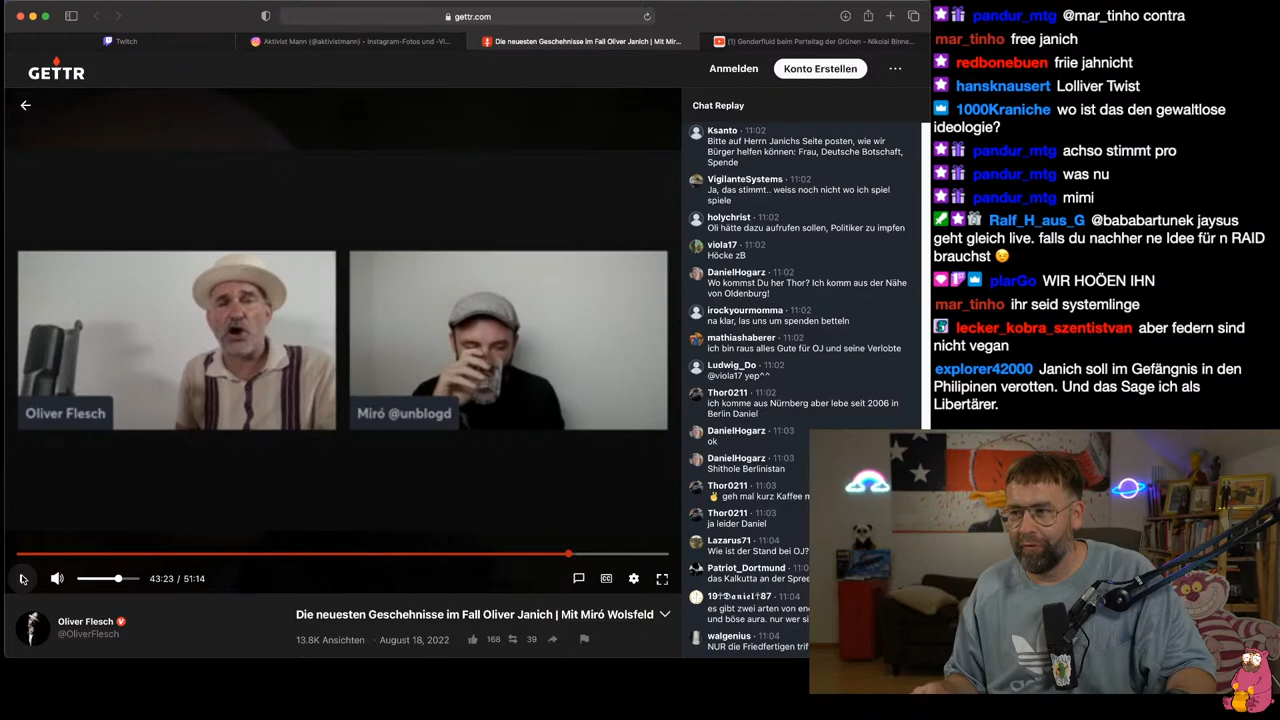 gettr.com
Twitch
Aktivist Mann (@aktivistmann) • Instagram-Fotos und -Vi...
Die neuesten Geschehnisse im Fall Oliver Janich | Mit Mir...
(1) Genderfluid beim Parteitag der Grünen – Nikolai Binne...
GETTR
Anmelden
Konto Erstellen
Chat Replay
Ksanto · 11:02
Bitte auf Herrn Janichs Seite posten, wie wir
Bürger helfen können: Frau, Deutsche Botschaft,
Spende
VigilanteSystems · 11:02
Ja, das stimmt.. weiss noch nicht wo ich spiel
spiele
holychrist · 11:02
Oli hätte dazu aufrufen sollen, Politiker zu impfen
viola17 · 11:02
Höcke zB
DanielHogarz · 11:02
Wo kommst Du her Thor? Ich komm aus der Nähe
von Oldenburg!
irockyourmomma · 11:02
na klar, las uns um spenden betteln
mathiashaberer · 11:02
ich bin raus alles Gute für OJ und seine Verlobte
Ludwig_Do · 11:02
@viola17 yep^^
Thor0211 · 11:02
ich komme aus Nürnberg aber lebe seit 2006 in
Berlin Daniel
DanielHogarz · 11:03
ok
DanielHogarz · 11:03
Shithole Berlinistan
Thor0211 · 11:03
✌ geh mal kurz Kaffee m
Thor0211 · 11:03
ja leider Daniel
Lazarus71 · 11:04
Wie ist der Stand bei OJ?
Patriot_Dortmund · 11:0
das Kalkutta an der Spree
19☨𝕯𝖆𝖓𝖎𝖊𝖑☨87 · 11:04
es gibt zwei arten von ene
und böse aura. nur wer si
walgenius · 11:04
NUR die Friedfertigen trif
Oliver Flesch
Miró @unblogd
43:23 / 51:14
Oliver Flesch
@OliverFlesch
Die neuesten Geschehnisse im Fall Oliver Janich | Mit Miró Wolsfeld
13.8K Ansichten · August 18, 2022
168
39
pandur_mtg @mar_tinho contra
mar_tinho free janich
redbonebuen friie jahnicht
hansknausert Lolliver Twist
1000Kraniche wo ist das den gewaltlose
ideologie?
pandur_mtg achso stimmt pro
pandur_mtg was nu
pandur_mtg mimi
Ralf_H_aus_G @bababartunek jaysus
geht gleich live. falls du nachher ne Idee für n RAID
brauchst 😉
plarGo WIR HOÖEN IHN
mar_tinho ihr seid systemlinge
lecker_kobra_szentistvan aber federn sind
nicht vegan
explorer42000 Janich soll im Gefängnis in den
Philipinen verotten. Und das Sage ich als
Libertärer.